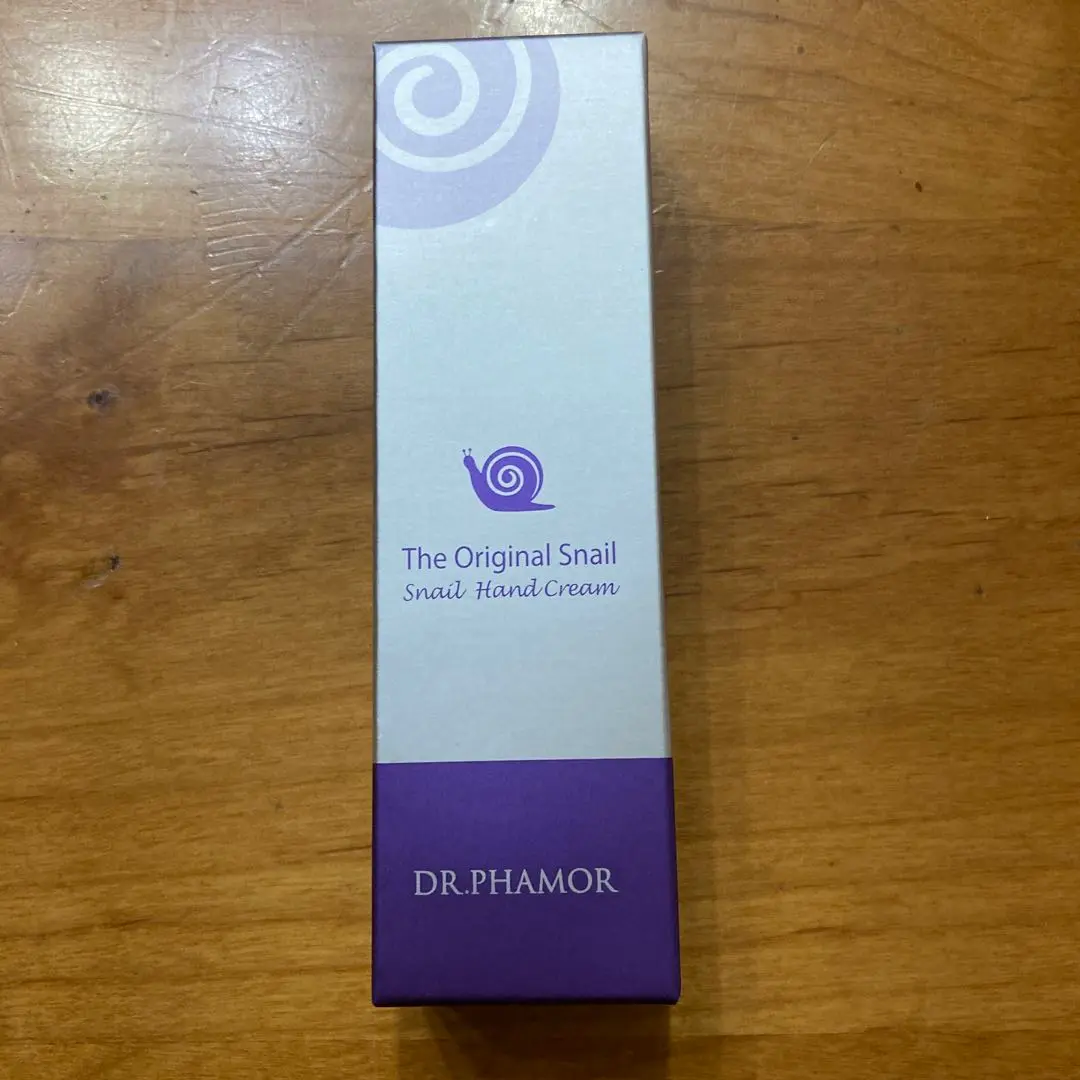 The Original Snail
Snail Hand Cream
DR.PHAMOR